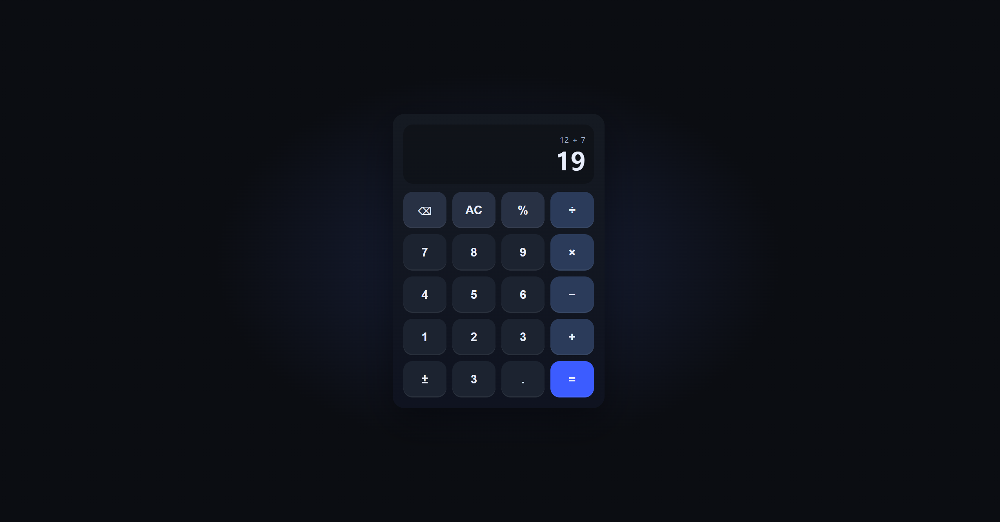 12 + 7
19
⌫ AC % ÷
7 8 9 ×
4 5 6 −
1 2 3 +
± 3 . =